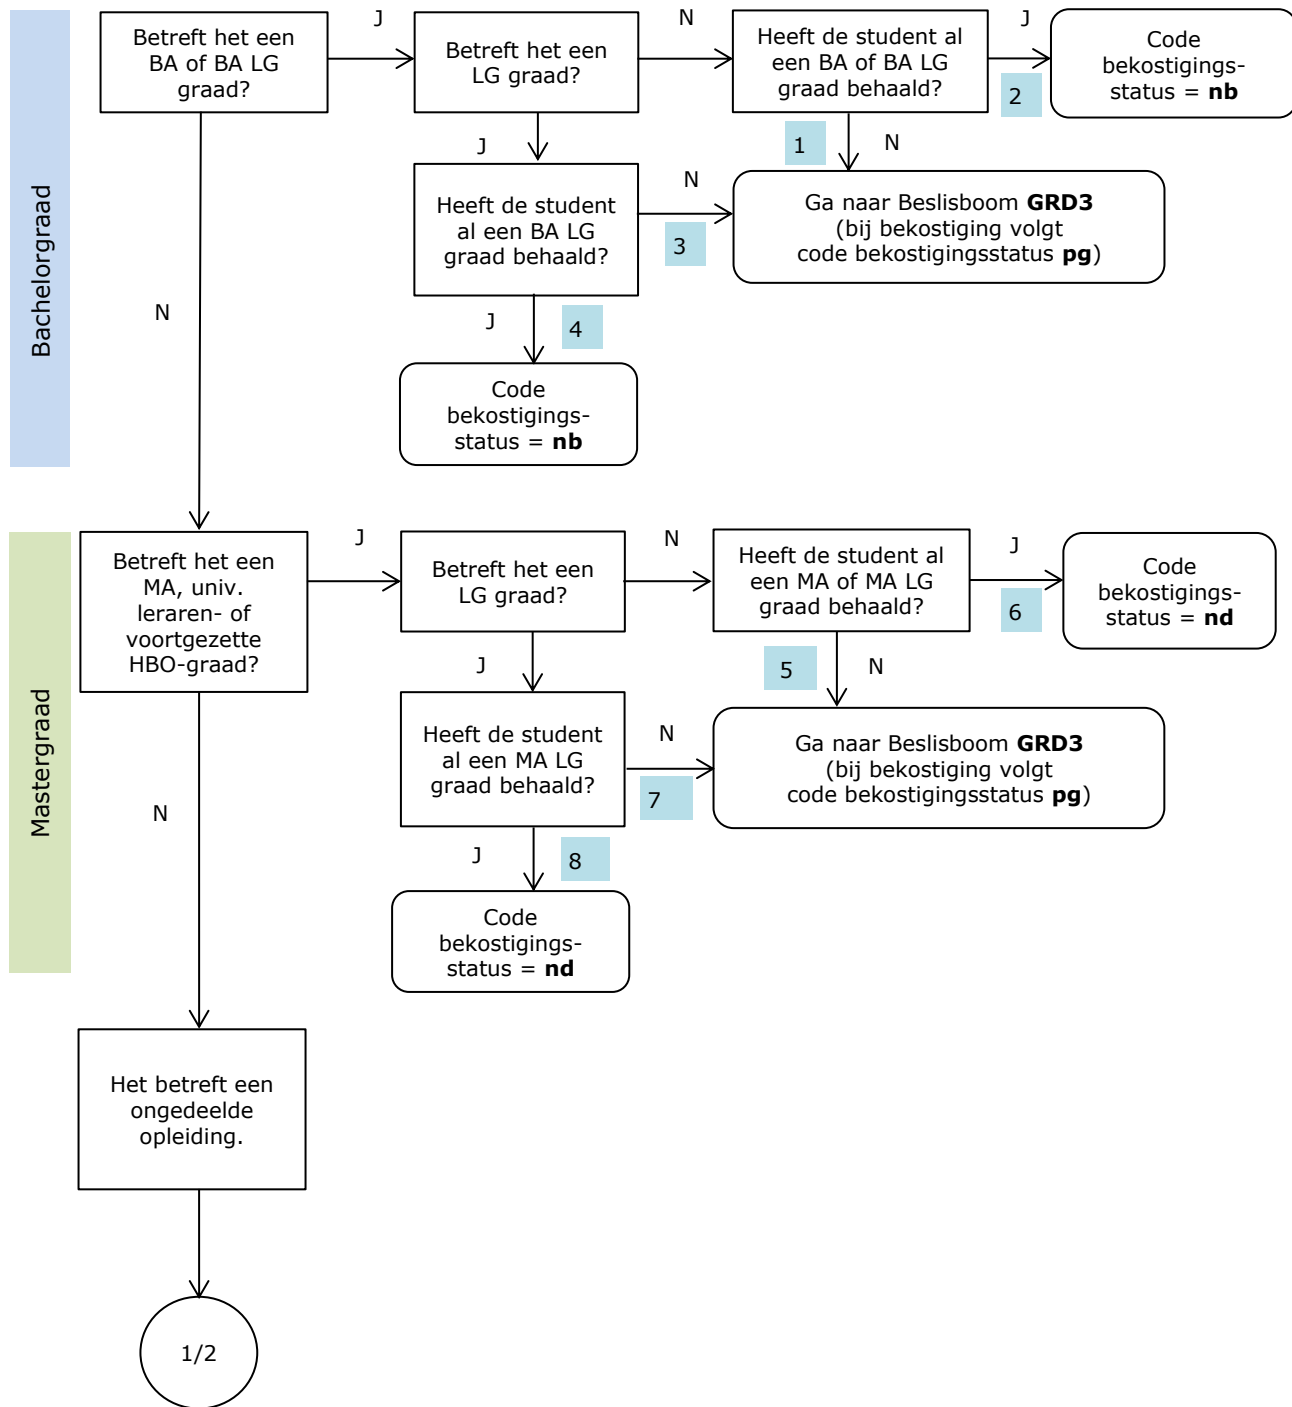 Bachelorgraad
Betreft het een
BA of BA LG
graad?
J
Betreft het een
LG graad?
N
Heeft de student al
een BA of BA LG
graad behaald?
J
2
Code
bekostigings-
status = nb
1
N
J
Heeft de student
al een BA LG
graad behaald?
N
3
Ga naar Beslisboom GRD3
(bij bekostiging volgt
code bekostigingsstatus pg)
N
J
4
Code
bekostigings-
status = nb
Mastergraad
Betreft het een
MA, univ.
leraren- of
voortgezette
HBO-graad?
J
Betreft het een
LG graad?
N
Heeft de student al
een MA of MA LG
graad behaald?
J
6
Code
bekostigings-
status = nd
5
N
J
Heeft de student
al een MA LG
graad behaald?
N
7
Ga naar Beslisboom GRD3
(bij bekostiging volgt
code bekostigingsstatus pg)
N
J
8
Code
bekostigings-
status = nd
Het betreft een
ongedeelde
opleiding.
1/2